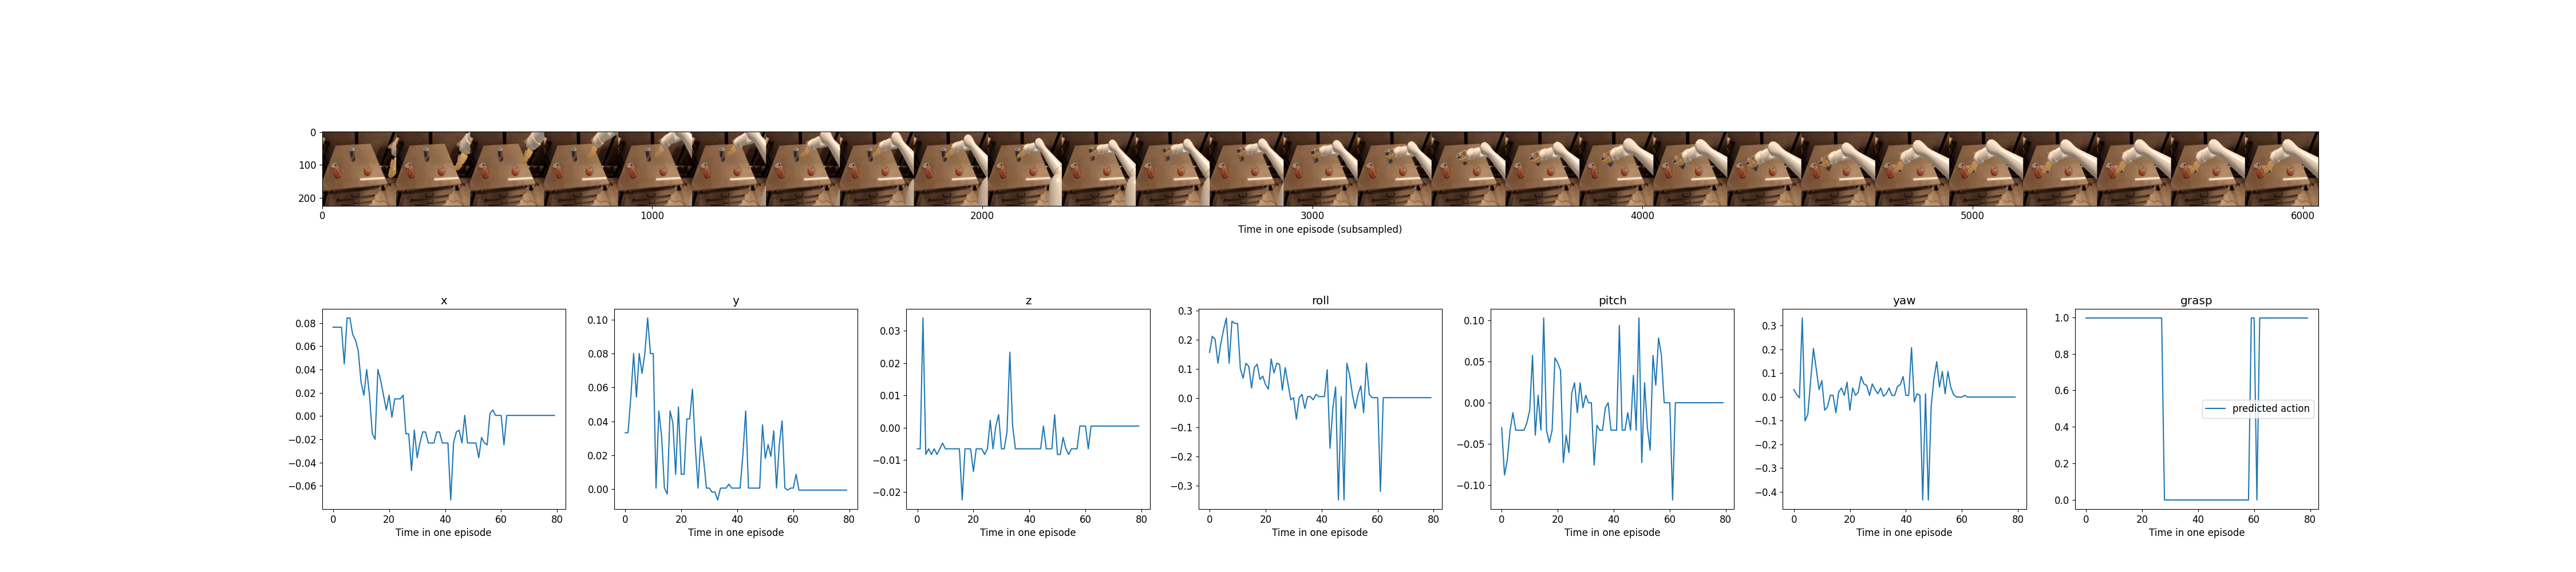 0
100
200
0 1000 2000 3000 4000 5000 6000
Time in one episode (subsampled)
x
0.08
0.06
0.04
0.02
0.00
−0.02
−0.04
−0.06
0 20 40 60 80
Time in one episode
y
0.10
0.08
0.06
0.04
0.02
0.00
0 20 40 60 80
Time in one episode
z
0.03
0.02
0.01
0.00
−0.01
−0.02
0 20 40 60 80
Time in one episode
roll
0.3
0.2
0.1
0.0
−0.1
−0.2
−0.3
0 20 40 60 80
Time in one episode
pitch
0.10
0.05
0.00
−0.05
−0.10
0 20 40 60 80
Time in one episode
yaw
0.3
0.2
0.1
0.0
−0.1
−0.2
−0.3
−0.4
0 20 40 60 80
Time in one episode
grasp
1.0
0.8
0.6
0.4
0.2
0.0
predicted action
0 20 40 60 80
Time in one episode